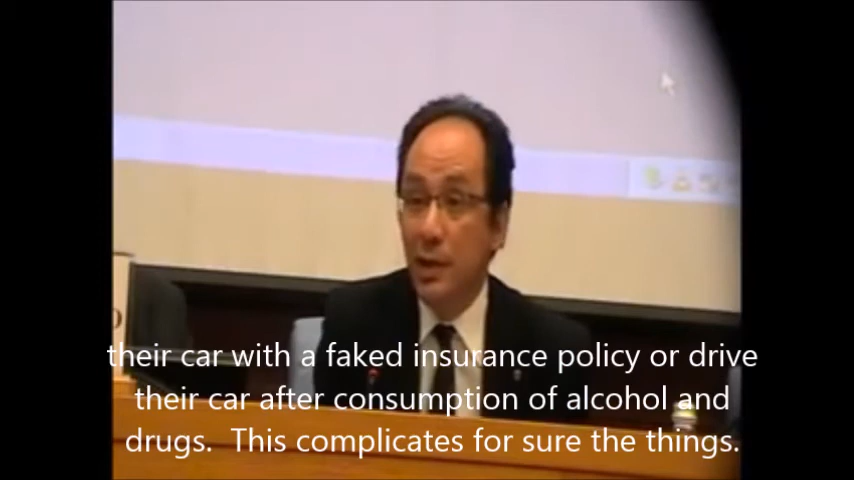 their car with a faked insurance policy or drive
their car after consumption of alcohol and
drugs.  This complicates for sure the things.